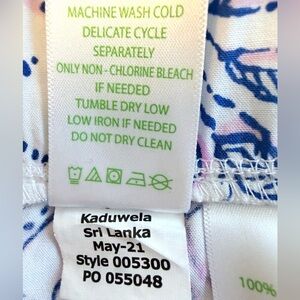 MACHINE WASH COLD
DELICATE CYCLE
SEPARATELY
ONLY NON - CHLORINE BLEACH
IF NEEDED
TUMBLE DRY LOW
LOW IRON IF NEEDED
DO NOT DRY CLEAN
Kaduwela
Sri Lanka
May-21
Style 005300
PO 055048
100%